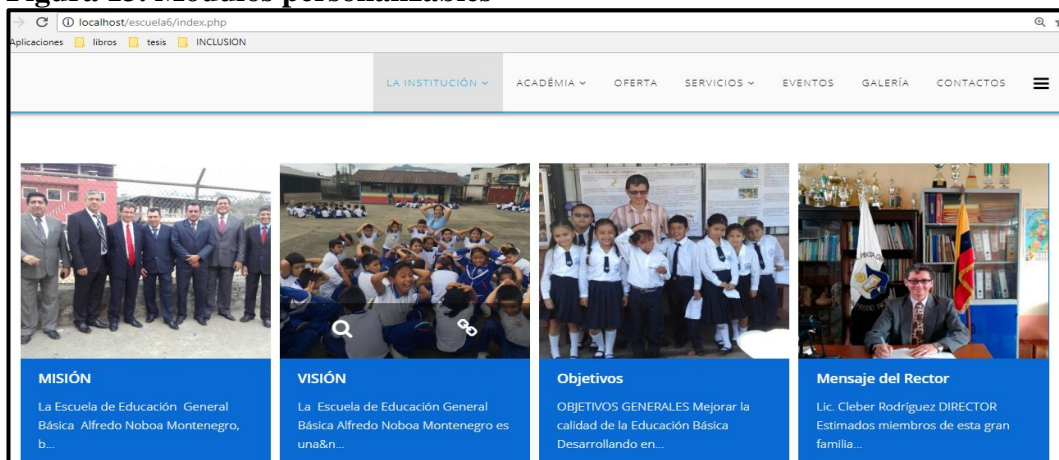 Figura 15. Módulos personalizables
localhost/escuela6/index.php
Aplicaciones libros tesis INCLUSION
LA INSTITUCIÓN ACADÉMIA OFERTA SERVICIOS EVENTOS GALERÍA CONTACTOS
MISIÓN
La Escuela de Educación General
Básica Alfredo Noboa Montenegro,
b...
VISIÓN
La Escuela de Educación General
Básica Alfredo Noboa Montenegro es
una&n...
Objetivos
OBJETIVOS GENERALES Mejorar la
calidad de la Educación Básica
Desarrollando en...
Mensaje del Rector
Lic. Cleber Rodríguez DIRECTOR
Estimados miembros de esta gran
familia...